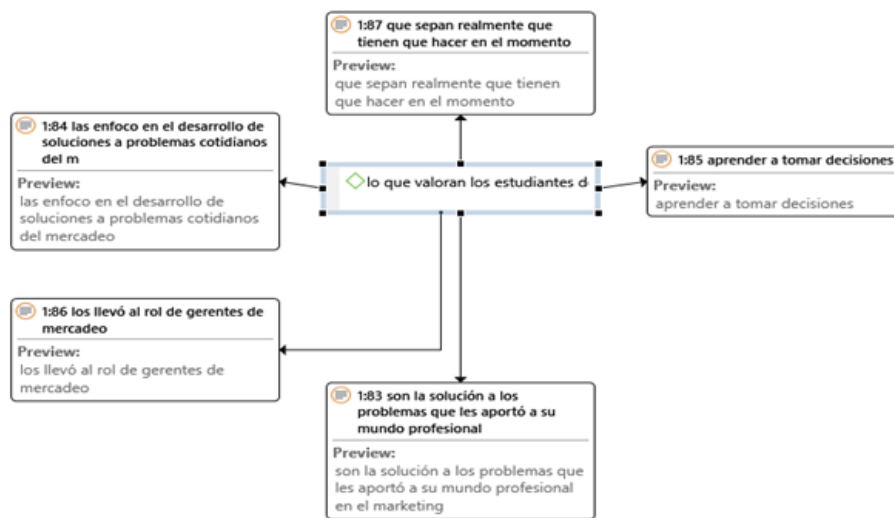 1:87 que sepan realmente que
tienen que hacer en el momento
Preview:
que sepan realmente que tienen
que hacer en el momento
1:84 las enfoco en el desarrollo de
soluciones a problemas cotidianos
del m
Preview:
las enfoco en el desarrollo de
soluciones a problemas cotidianos
del mercadeo
lo que valoran los estudiantes d
1:85 aprender a tomar decisiones
Preview:
aprender a tomar decisiones
1:86 los llevó al rol de gerentes de
mercadeo
Preview:
los llevó al rol de gerentes de
mercadeo
1:83 son la solución a los
problemas que les aportó a su
mundo profesional
Preview:
son la solución a los problemas que
les aportó a su mundo profesional
en el marketing